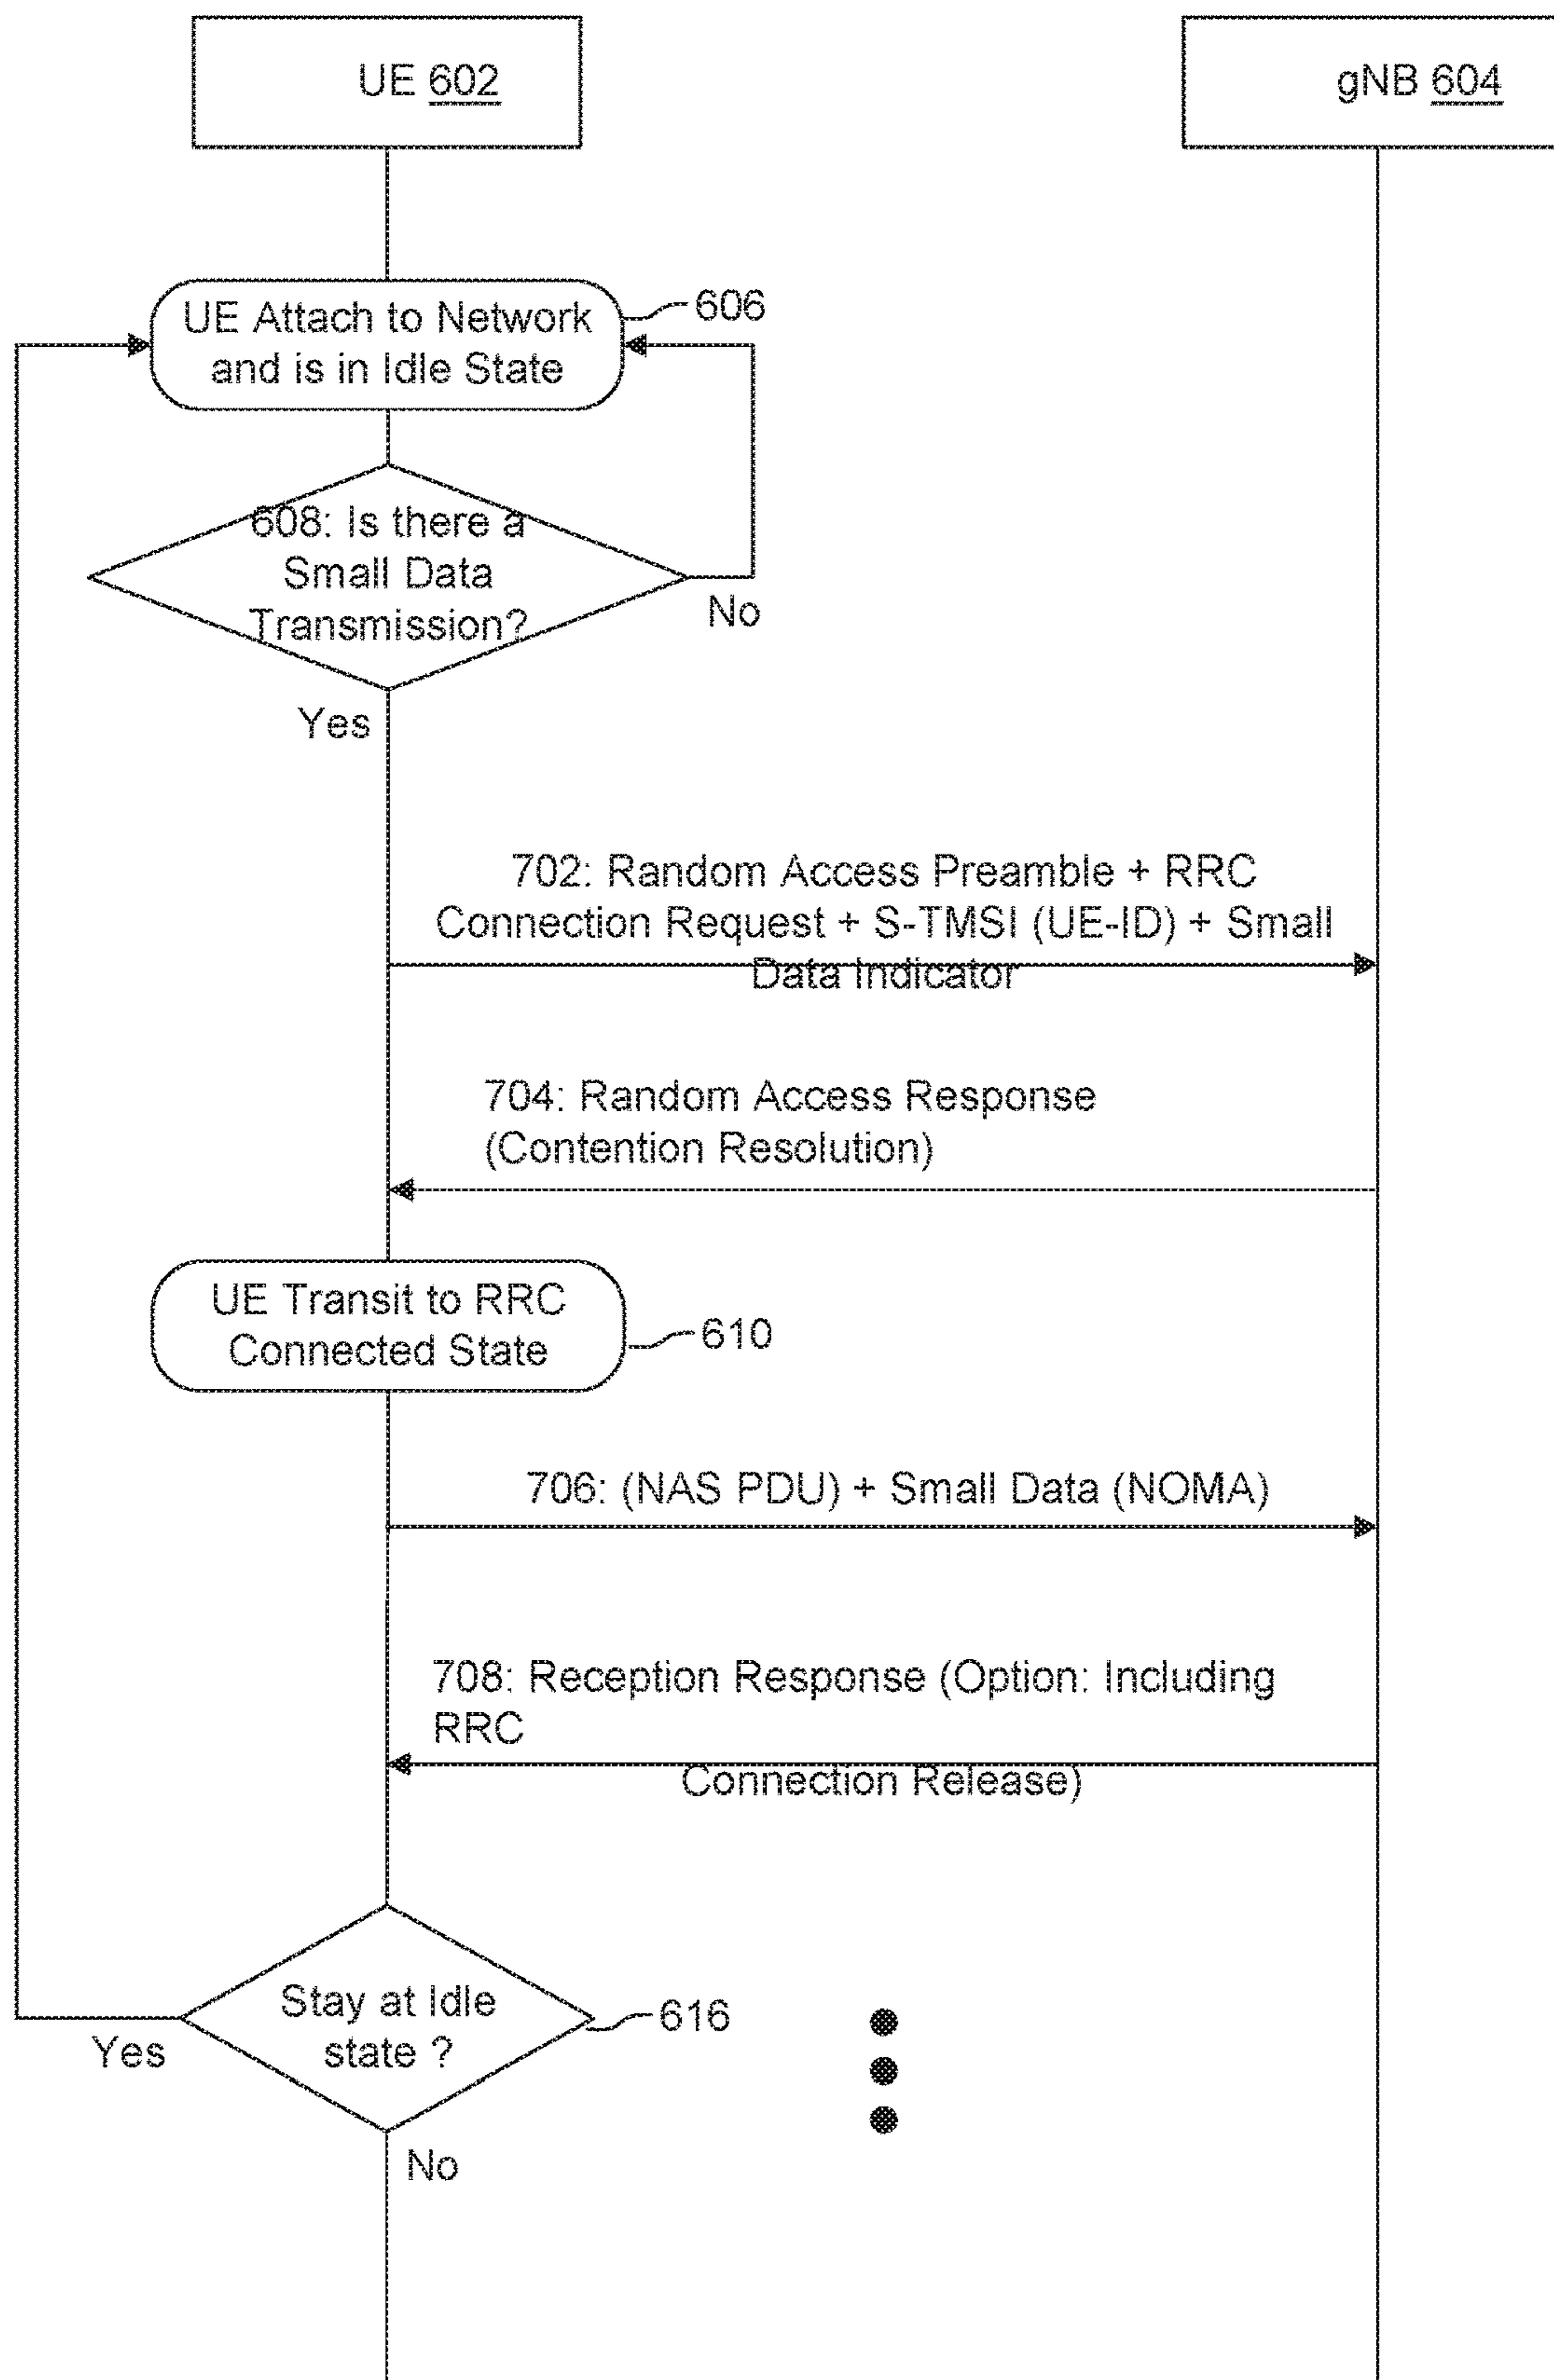 UE 602
gNB 604
UE Attach to Network
and is in Idle State
606
608: Is there a
Small Data
Transmission?
No
Yes
702: Random Access Preamble + RRC
Connection Request + S-TMSI (UE-ID) + Small
Data Indicator
704: Random Access Response
(Contention Resolution)
UE Transit to RRC
Connected State
610
706: (NAS PDU) + Small Data (NOMA)
708: Reception Response (Option: Including
RRC
Connection Release)
Stay at Idle
state ?
616
Yes
No